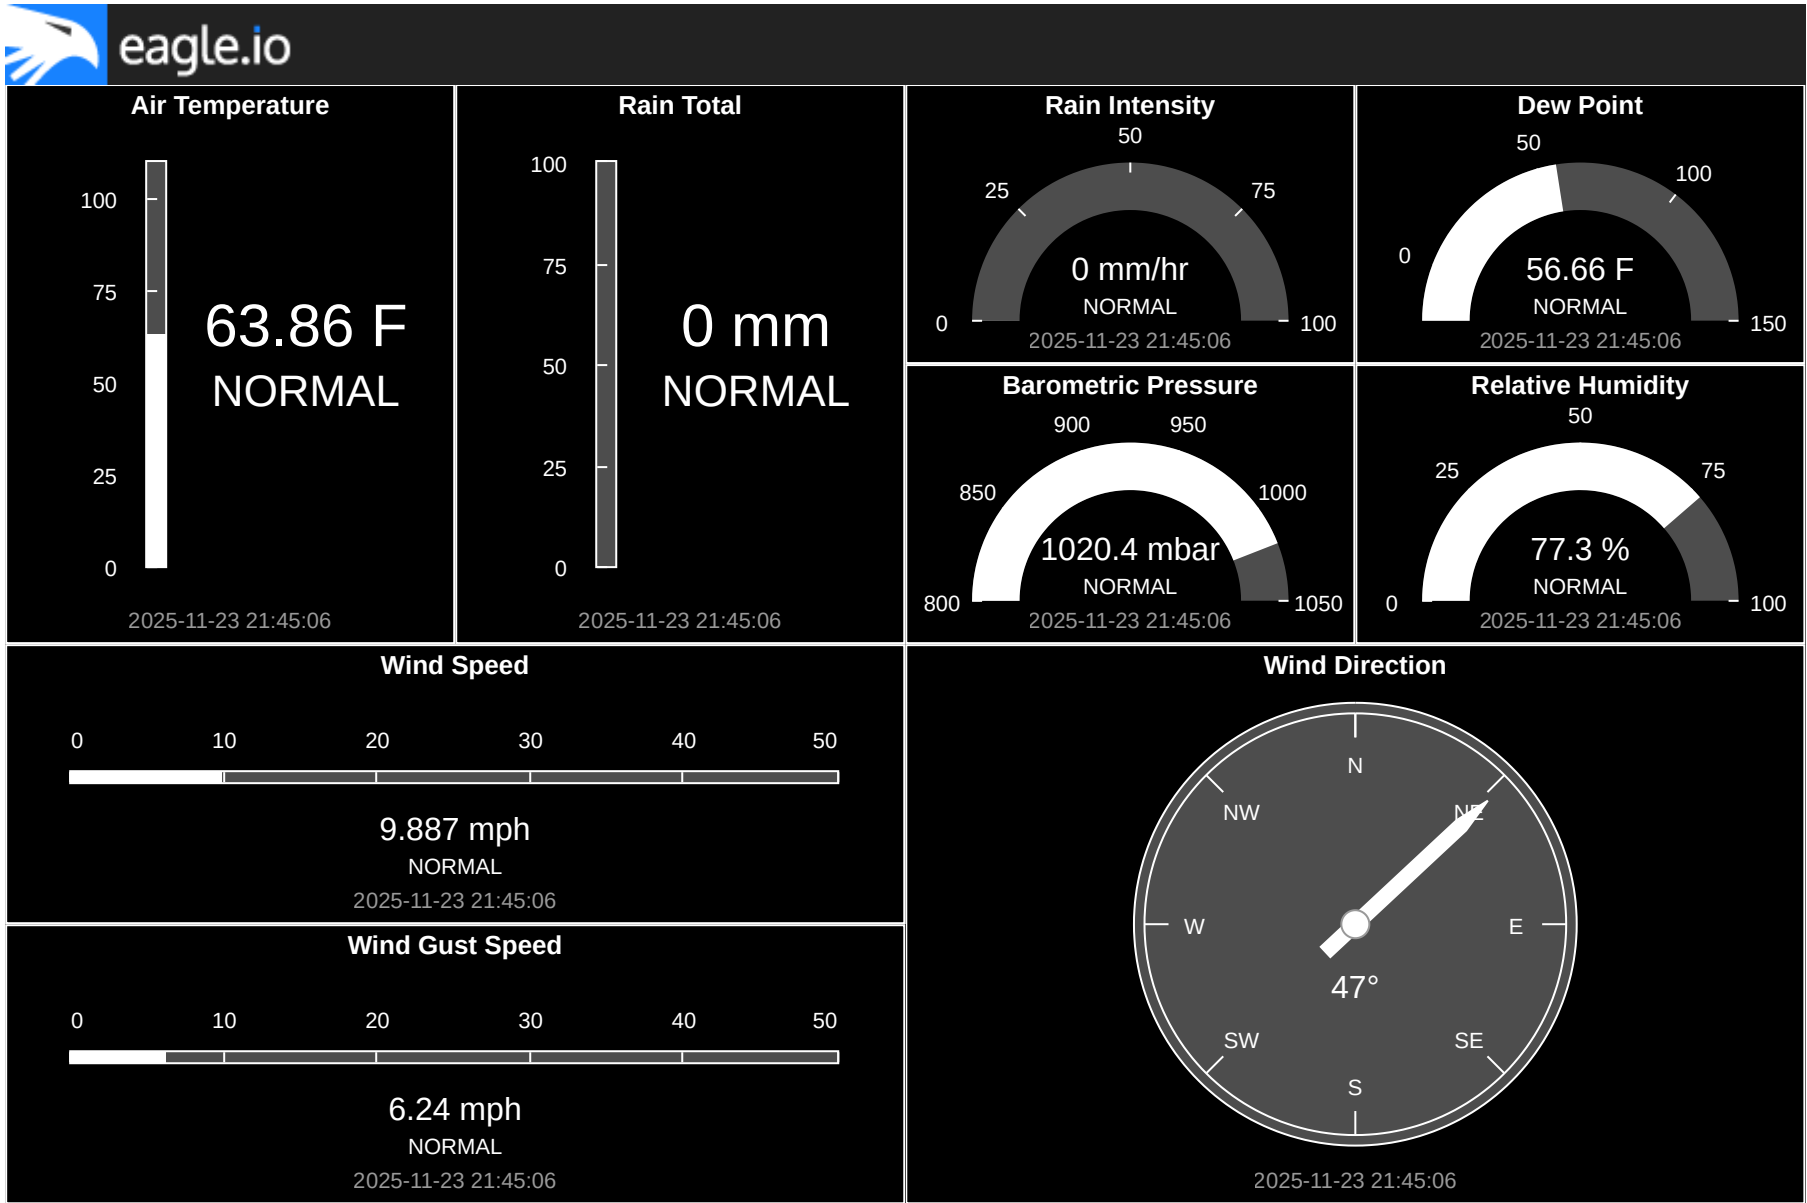 eagle.io
Air Temperature
100
75
50
25
0
63.86 F
NORMAL
2025-11-23 21:45:06
Rain Total
100
75
50
25
0
0 mm
NORMAL
2025-11-23 21:45:06
Rain Intensity
50
25
75
0
100
0 mm/hr
NORMAL
2025-11-23 21:45:06
Dew Point
50
100
0
150
56.66 F
NORMAL
2025-11-23 21:45:06
Barometric Pressure
900
950
850
1000
800
1050
1020.4 mbar
NORMAL
2025-11-23 21:45:06
Relative Humidity
50
25
75
0
100
77.3 %
NORMAL
2025-11-23 21:45:06
Wind Speed
0 10 20 30 40 50
9.887 mph
NORMAL
2025-11-23 21:45:06
Wind Gust Speed
0 10 20 30 40 50
6.24 mph
NORMAL
2025-11-23 21:45:06
Wind Direction
N
NW NE
W E
47°
SW SE
S
2025-11-23 21:45:06